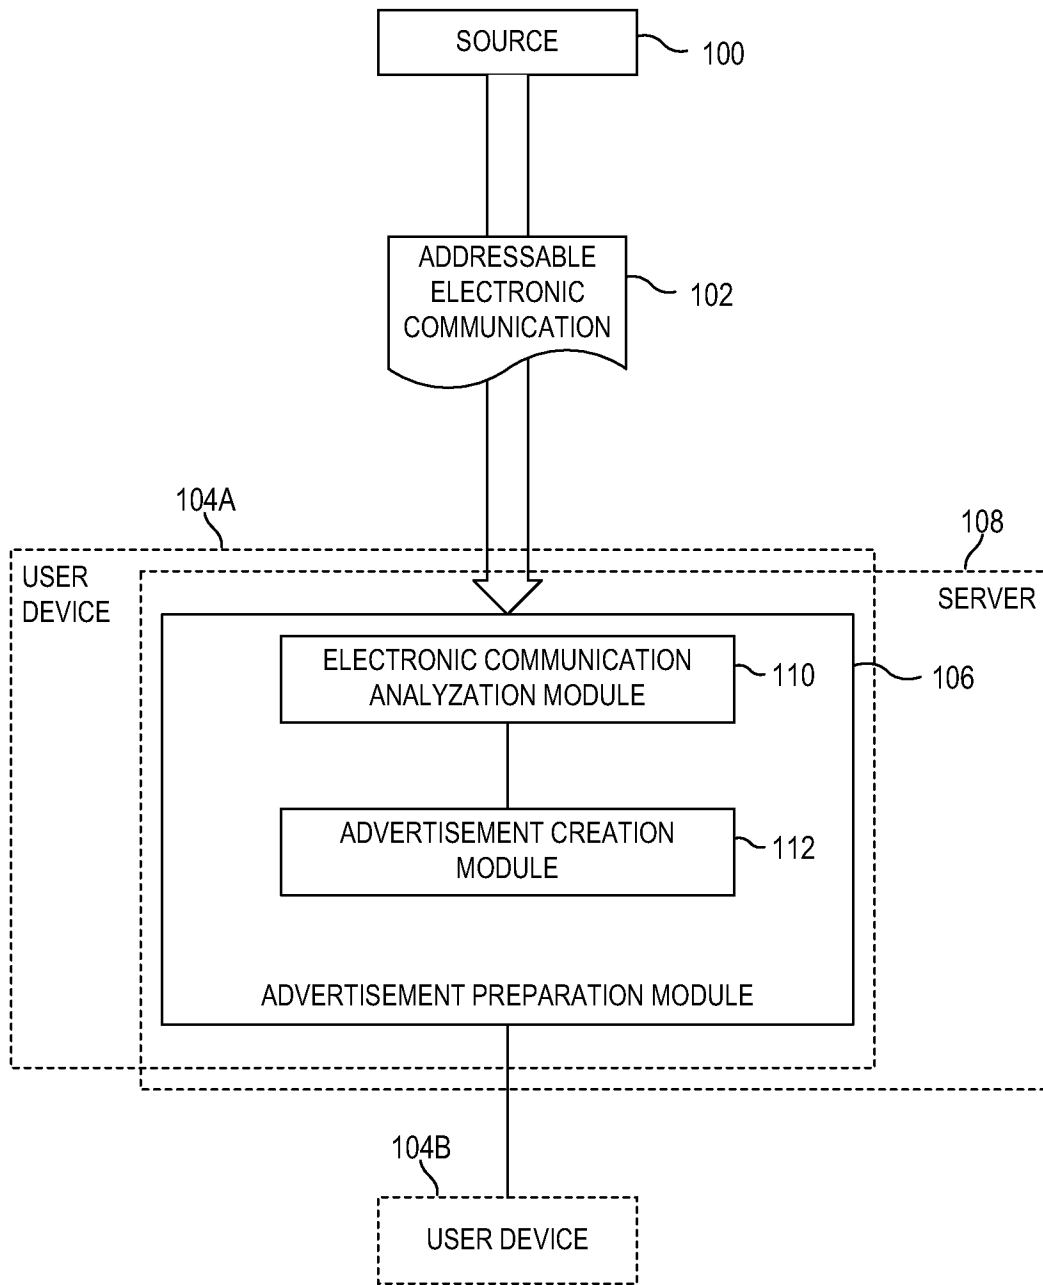 SOURCE
100
ADDRESSABLE
ELECTRONIC
COMMUNICATION
102
104A
108
USER
DEVICE
SERVER
ELECTRONIC COMMUNICATION
ANALYZATION MODULE
110
106
ADVERTISEMENT CREATION
MODULE
112
ADVERTISEMENT PREPARATION MODULE
104B
USER DEVICE